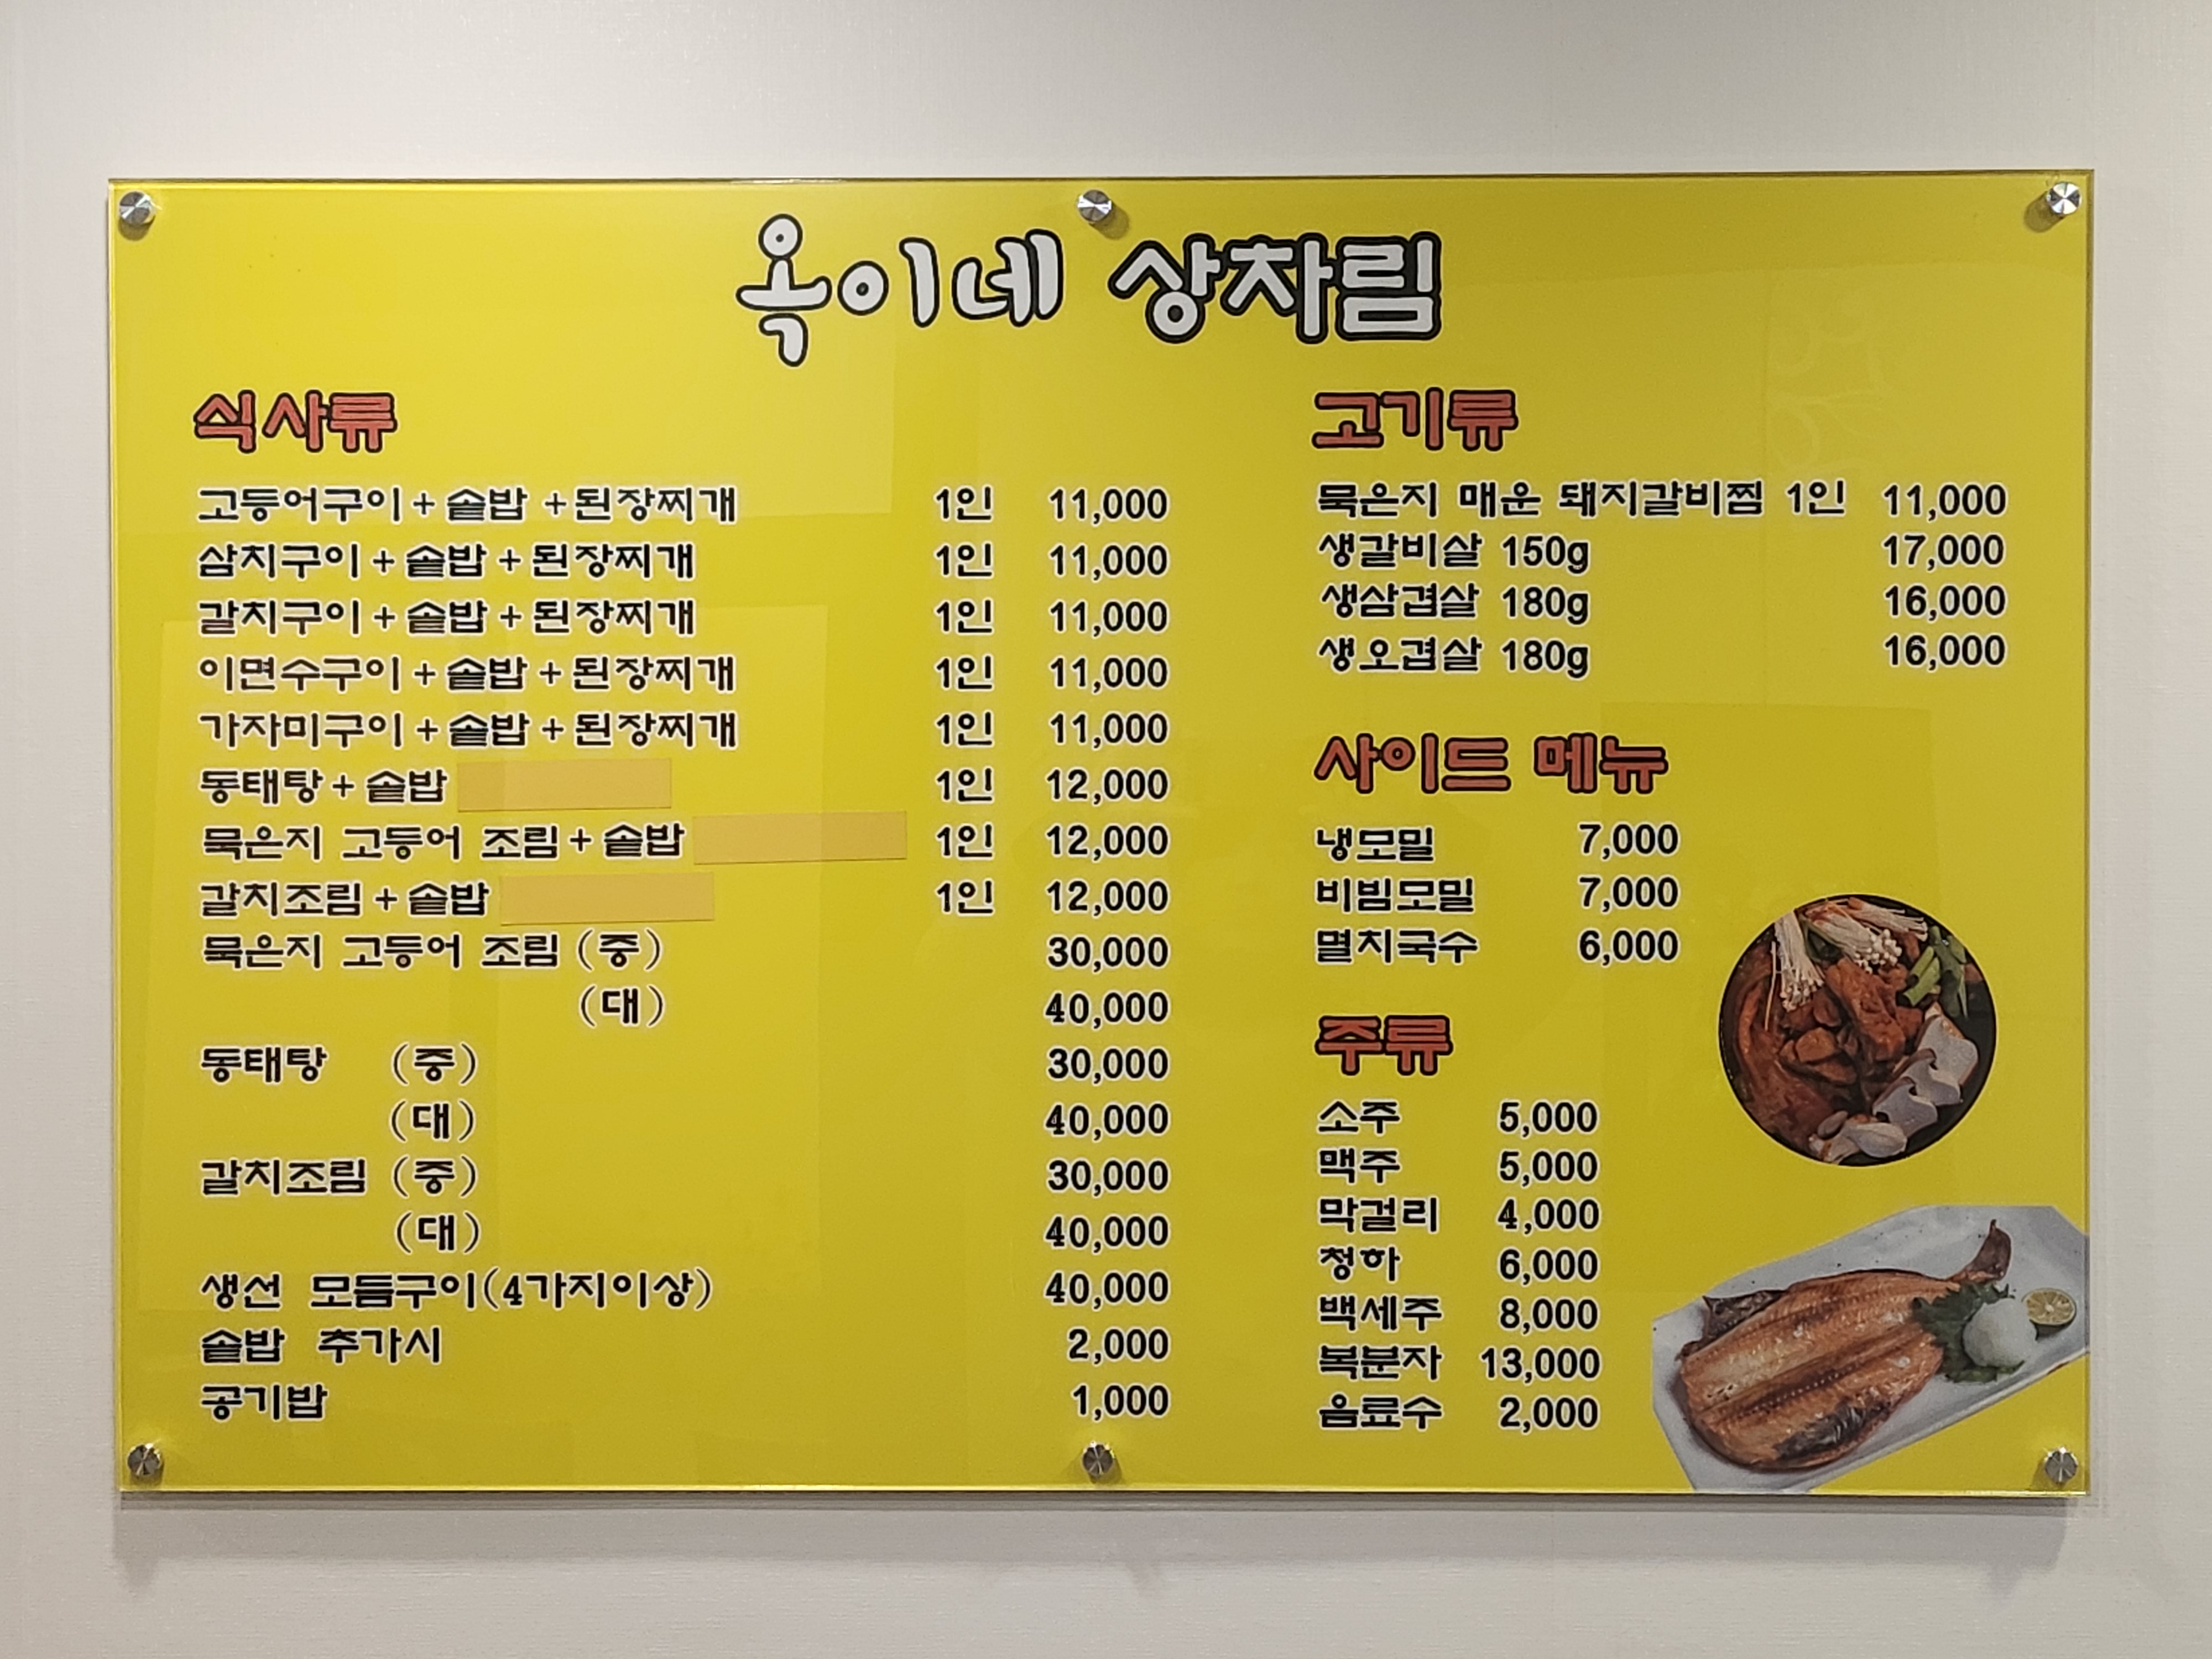 옥이네 상차림
식사류
고등어구이+솥밥 +된장찌개 1인 11,000
삼치구이+솥밥+된장찌개 1인 11,000
갈치구이+솥밥+된장찌개 1인 11,000
이면수구이+솥밥+된장찌개 1인 11,000
가자미구이+솥밥+된장찌개 1인 11,000
동태탕+솥밥 1인 12,000
묵은지 고등어 조림+솥밥 1인 12,000
갈치조림+솥밥 1인 12,000
묵은지 고등어 조림 (중) 30,000
(대) 40,000
동태탕 (중) 30,000
(대) 40,000
갈치조림 (중) 30,000
(대) 40,000
생선 모듬구이(4가지이상) 40,000
솥밥 추가시 2,000
공기밥 1,000
고기류
묵은지 매운 돼지갈비찜 1인 11,000
생갈비살 150g 17,000
생삼겹살 180g 16,000
생오겹살 180g 16,000
사이드 메뉴
냉모밀 7,000
비빔모밀 7,000
멸치국수 6,000
주류
소주 5,000
맥주 5,000
막걸리 4,000
청하 6,000
백세주 8,000
복분자 13,000
음료수 2,000